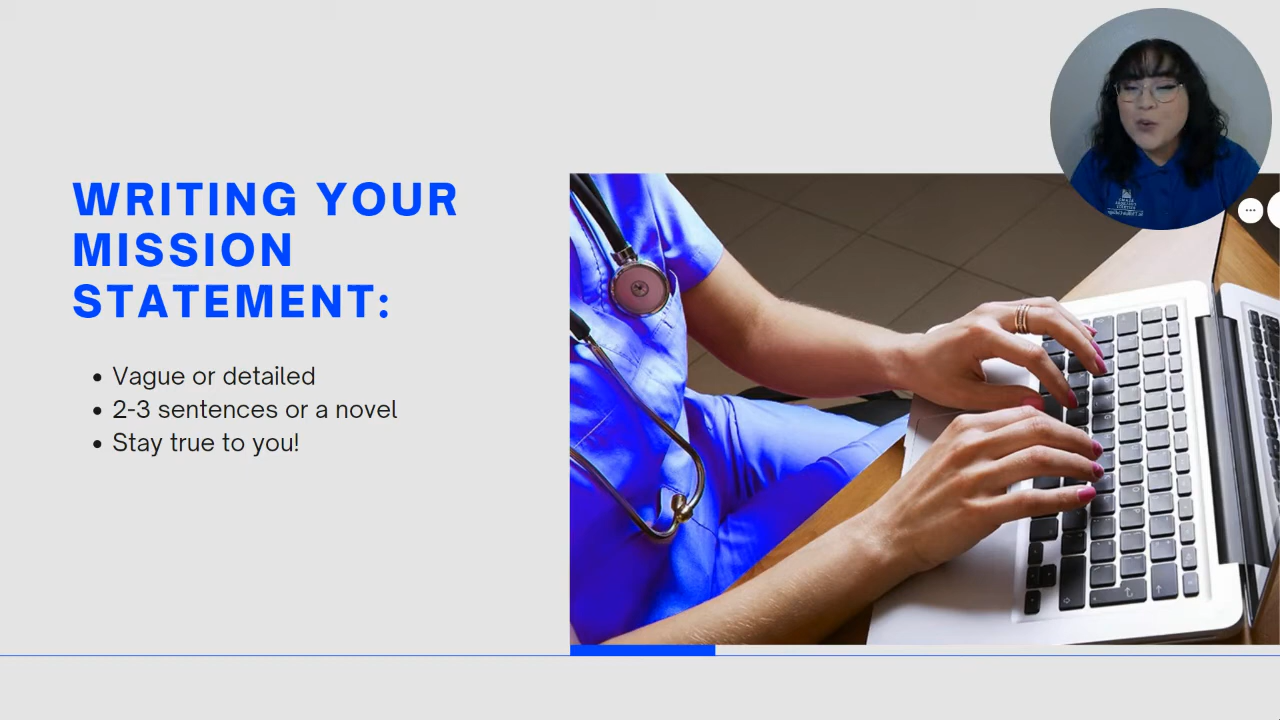 WRITING YOUR
MISSION
STATEMENT:
Vague or detailed
2-3 sentences or a novel
Stay true to you!